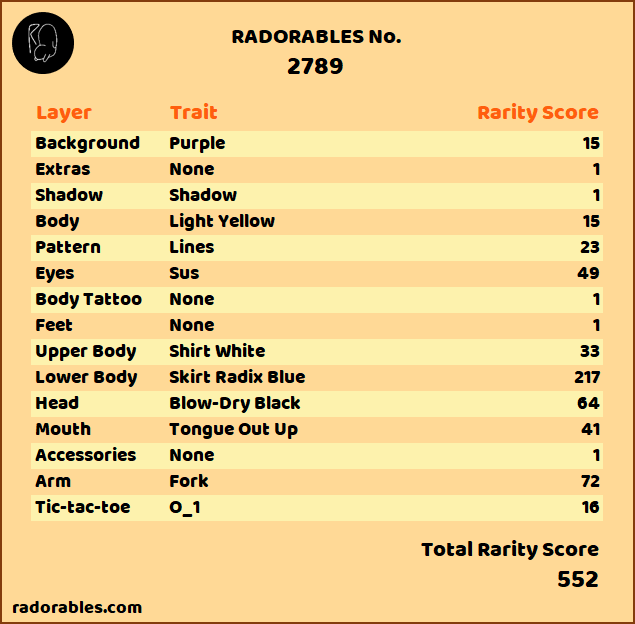 RADORABLES No.
2789
Layer Trait Rarity Score
Background Purple 15
Extras None 1
Shadow Shadow 1
Body Light Yellow 15
Pattern Lines 23
Eyes Sus 49
Body Tattoo None 1
Feet None 1
Upper Body Shirt White 33
Lower Body Skirt Radix Blue 217
Head Blow-Dry Black 64
Mouth Tongue Out Up 41
Accessories None 1
Arm Fork 72
Tic-tac-toe O_1 16
Total Rarity Score
552
radorables.com